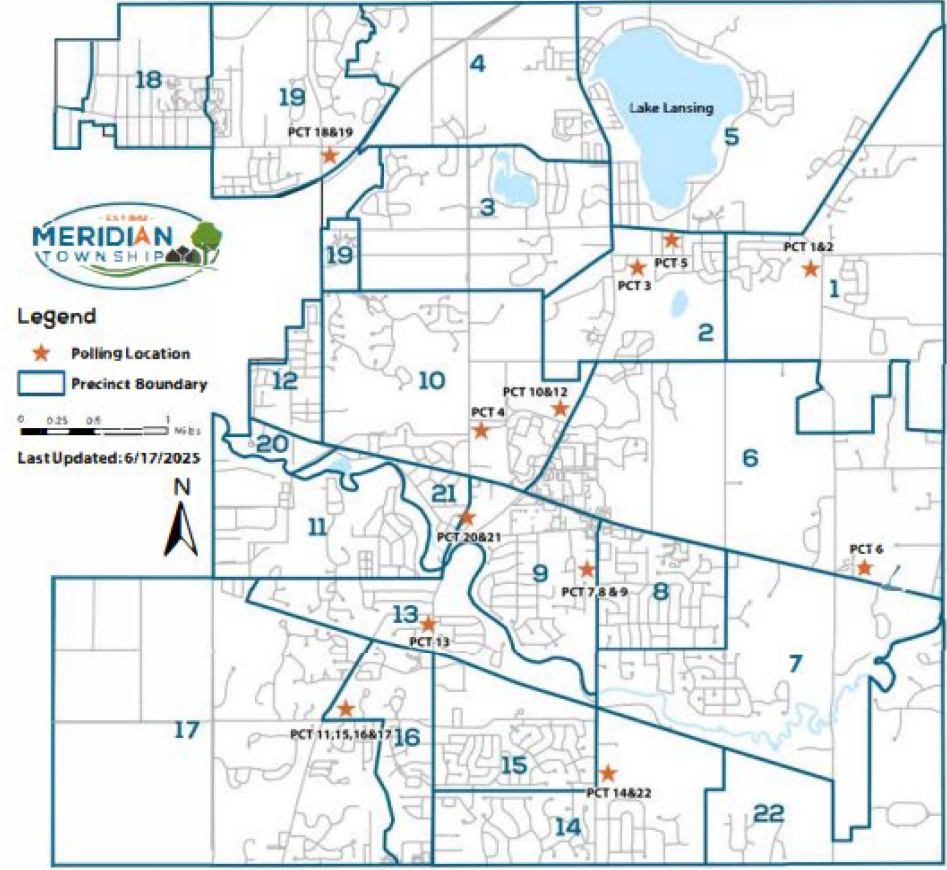 18
19
4
Lake Lansing
5
PCT 18&19
3
EST 1842
MERIDIAN
TOWNSHIP
19
PCT 5
PCT 3
PCT 1&2
1
2
Legend
Polling Location
Precinct Boundary
0 0.25 0.5 1
Miles
Last Updated: 6/17/2025
N
12
10
PCT 10&12
PCT 4
20
6
21
11
PCT 20&21
9
PCT 7,8 & 9
8
PCT 6
13
PCT 13
7
17
PCT 11,15,16&17
16
15
PCT 14&22
14
22